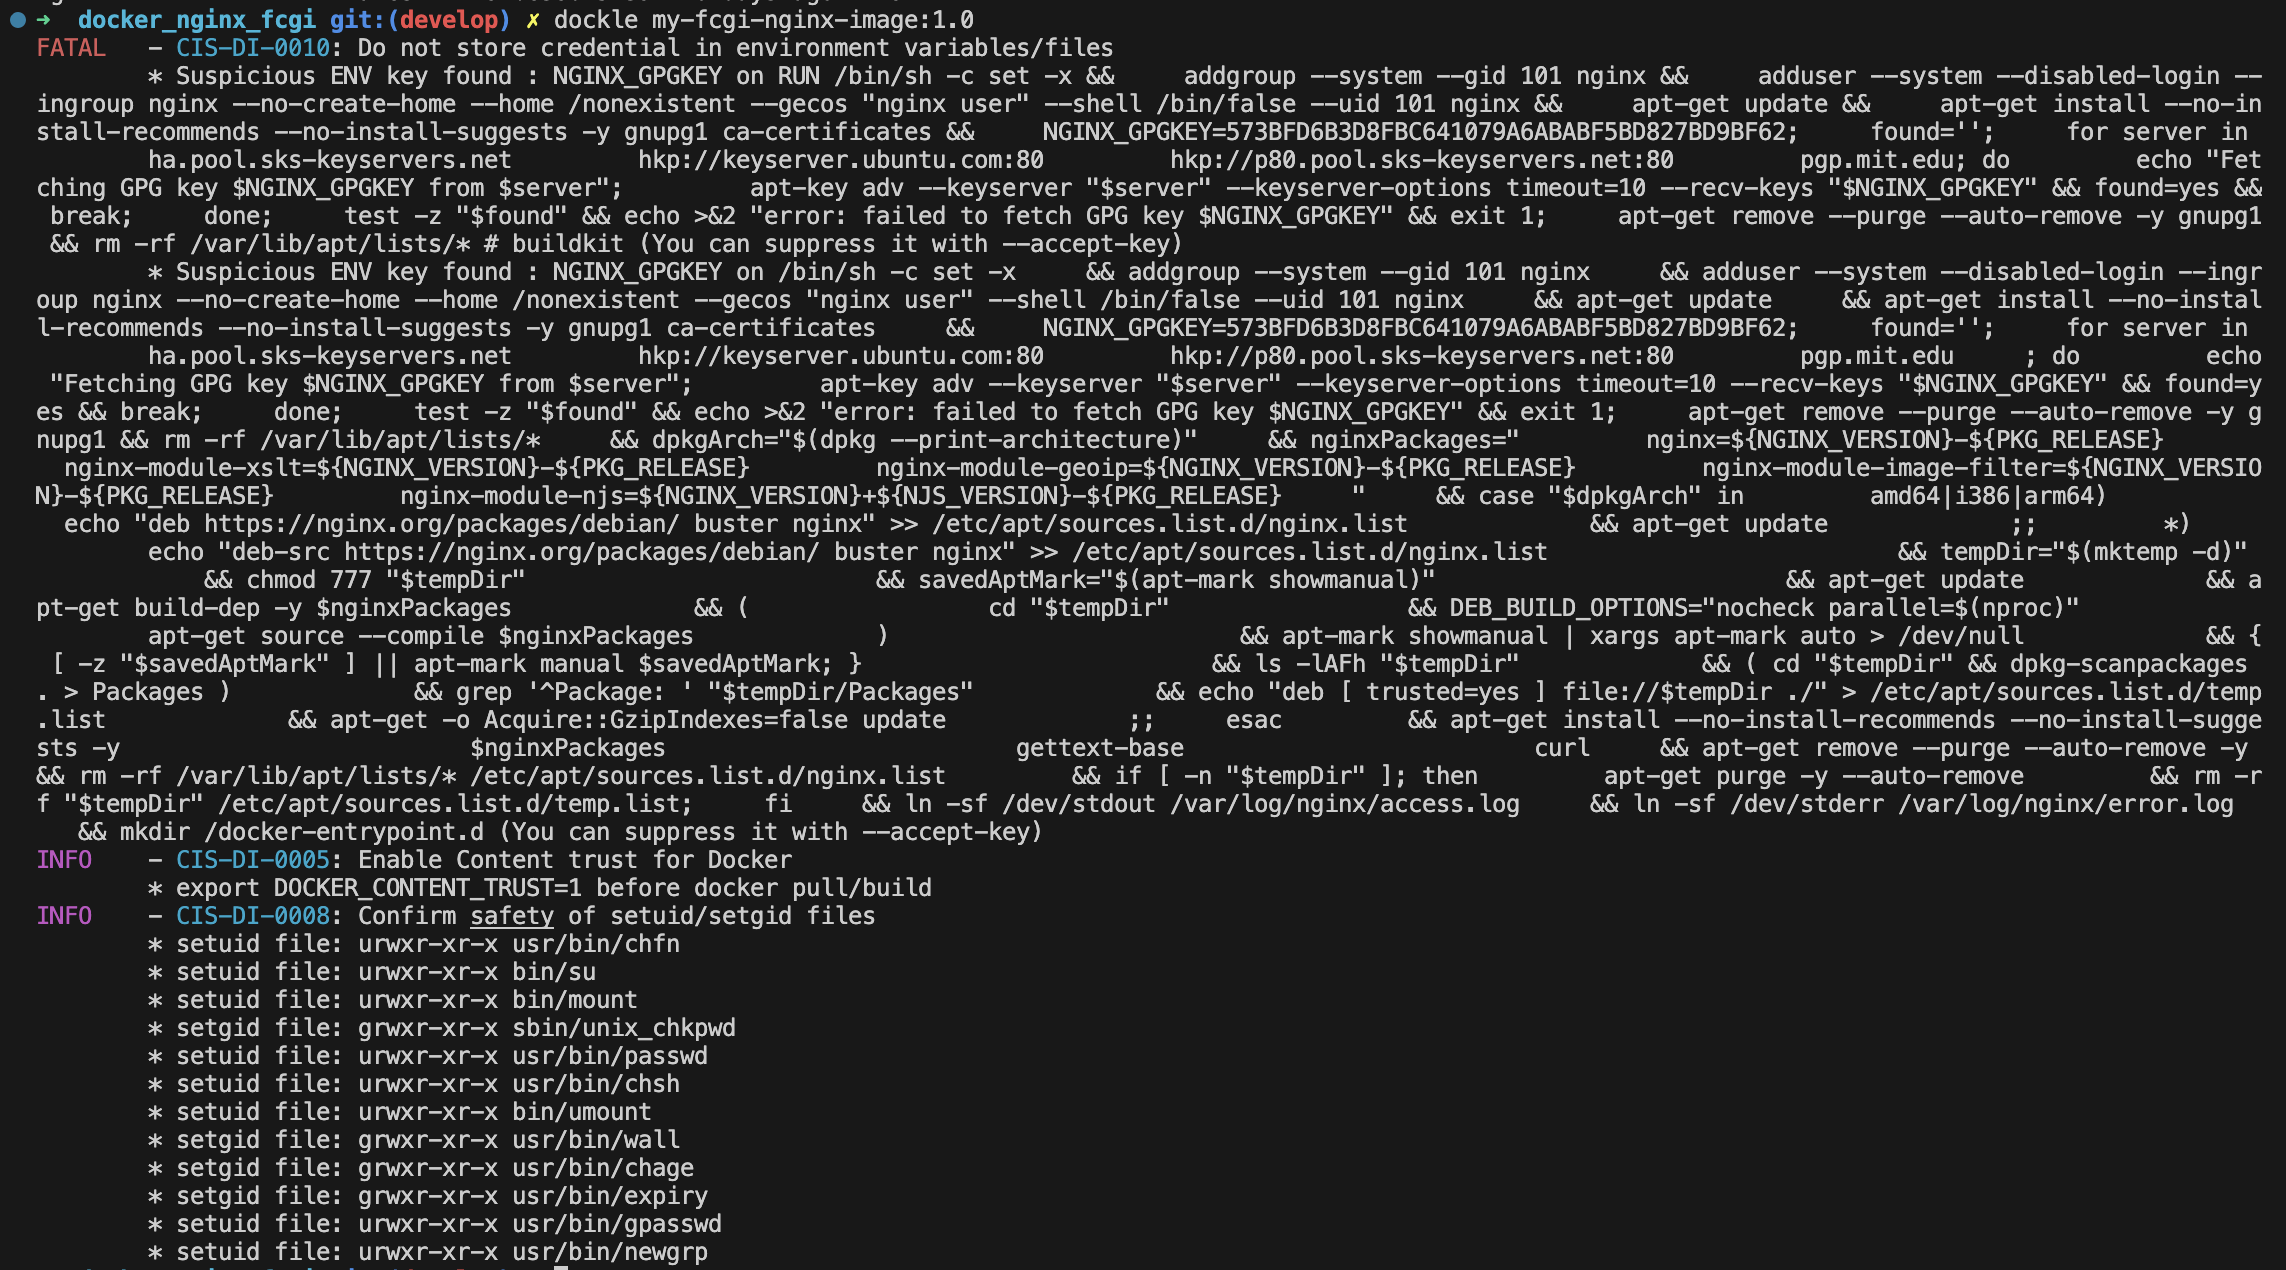 ➜ docker_nginx_fcgi git:(develop) ✗ dockle my-fcgi-nginx-image:1.0
FATAL - CIS-DI-0010: Do not store credential in environment variables/files
* Suspicious ENV key found : NGINX_GPGKEY on RUN /bin/sh -c set -x && addgroup --system --gid 101 nginx && adduser --system --disabled-login --
ingroup nginx --no-create-home --home /nonexistent --gecos "nginx user" --shell /bin/false --uid 101 nginx && apt-get update && apt-get install --no-in
stall-recommends --no-install-suggests -y gnupg1 ca-certificates && NGINX_GPGKEY=573BFD6B3D8FBC641079A6ABABF5BD827BD9BF62; found=''; for server in
ha.pool.sks-keyservers.net hkp://keyserver.ubuntu.com:80 hkp://p80.pool.sks-keyservers.net:80 pgp.mit.edu; do echo "Fet
ching GPG key $NGINX_GPGKEY from $server"; apt-key adv --keyserver "$server" --keyserver-options timeout=10 --recv-keys "$NGINX_GPGKEY" && found=yes &&
break; done; test -z "$found" && echo >&2 "error: failed to fetch GPG key $NGINX_GPGKEY" && exit 1; apt-get remove --purge --auto-remove -y gnupg1
&& rm -rf /var/lib/apt/lists/* # buildkit (You can suppress it with --accept-key)
* Suspicious ENV key found : NGINX_GPGKEY on /bin/sh -c set -x && addgroup --system --gid 101 nginx && adduser --system --disabled-login --ingr
oup nginx --no-create-home --home /nonexistent --gecos "nginx user" --shell /bin/false --uid 101 nginx && apt-get update && apt-get install --no-instal
l-recommends --no-install-suggests -y gnupg1 ca-certificates && NGINX_GPGKEY=573BFD6B3D8FBC641079A6ABABF5BD827BD9BF62; found=''; for server in
ha.pool.sks-keyservers.net hkp://keyserver.ubuntu.com:80 hkp://p80.pool.sks-keyservers.net:80 pgp.mit.edu ; do echo
"Fetching GPG key $NGINX_GPGKEY from $server"; apt-key adv --keyserver "$server" --keyserver-options timeout=10 --recv-keys "$NGINX_GPGKEY" && found=y
es && break; done; test -z "$found" && echo >&2 "error: failed to fetch GPG key $NGINX_GPGKEY" && exit 1; apt-get remove --purge --auto-remove -y g
nupg1 && rm -rf /var/lib/apt/lists/* && dpkgArch="$(dpkg --print-architecture)" && nginxPackages=" nginx=${NGINX_VERSION}-${PKG_RELEASE}
nginx-module-xslt=${NGINX_VERSION}-${PKG_RELEASE} nginx-module-geoip=${NGINX_VERSION}-${PKG_RELEASE} nginx-module-image-filter=${NGINX_VERSIO
N}-${PKG_RELEASE} nginx-module-njs=${NGINX_VERSION}+${NJS_VERSION}-${PKG_RELEASE} " && case "$dpkgArch" in amd64|i386|arm64)
echo "deb https://nginx.org/packages/debian/ buster nginx" >> /etc/apt/sources.list.d/nginx.list && apt-get update ;; *)
echo "deb-src https://nginx.org/packages/debian/ buster nginx" >> /etc/apt/sources.list.d/nginx.list && tempDir="$(mktemp -d)"
&& chmod 777 "$tempDir" && savedAptMark="$(apt-mark showmanual)" && apt-get update && a
pt-get build-dep -y $nginxPackages && ( cd "$tempDir" && DEB_BUILD_OPTIONS="nocheck parallel=$(nproc)"
apt-get source --compile $nginxPackages ) && apt-mark showmanual | xargs apt-mark auto > /dev/null && {
[ -z "$savedAptMark" ] || apt-mark manual $savedAptMark; } && ls -lAFh "$tempDir" && ( cd "$tempDir" && dpkg-scanpackages
. > Packages ) && grep '^Package: ' "$tempDir/Packages" && echo "deb [ trusted=yes ] file://$tempDir ./" > /etc/apt/sources.list.d/temp
.list && apt-get -o Acquire::GzipIndexes=false update ;; esac && apt-get install --no-install-recommends --no-install-sugge
sts -y $nginxPackages gettext-base curl && apt-get remove --purge --auto-remove -y
&& rm -rf /var/lib/apt/lists/* /etc/apt/sources.list.d/nginx.list && if [ -n "$tempDir" ]; then apt-get purge -y --auto-remove && rm -r
f "$tempDir" /etc/apt/sources.list.d/temp.list; fi && ln -sf /dev/stdout /var/log/nginx/access.log && ln -sf /dev/stderr /var/log/nginx/error.log
&& mkdir /docker-entrypoint.d (You can suppress it with --accept-key)
INFO - CIS-DI-0005: Enable Content trust for Docker
* export DOCKER_CONTENT_TRUST=1 before docker pull/build
INFO - CIS-DI-0008: Confirm safety of setuid/setgid files
* setuid file: urwxr-xr-x usr/bin/chfn
* setuid file: urwxr-xr-x bin/su
* setuid file: urwxr-xr-x bin/mount
* setgid file: grwxr-xr-x sbin/unix_chkpwd
* setuid file: urwxr-xr-x usr/bin/passwd
* setuid file: urwxr-xr-x usr/bin/chsh
* setuid file: urwxr-xr-x bin/umount
* setgid file: grwxr-xr-x usr/bin/wall
* setgid file: grwxr-xr-x usr/bin/chage
* setgid file: grwxr-xr-x usr/bin/expiry
* setuid file: urwxr-xr-x usr/bin/gpasswd
* setuid file: urwxr-xr-x usr/bin/newgrp